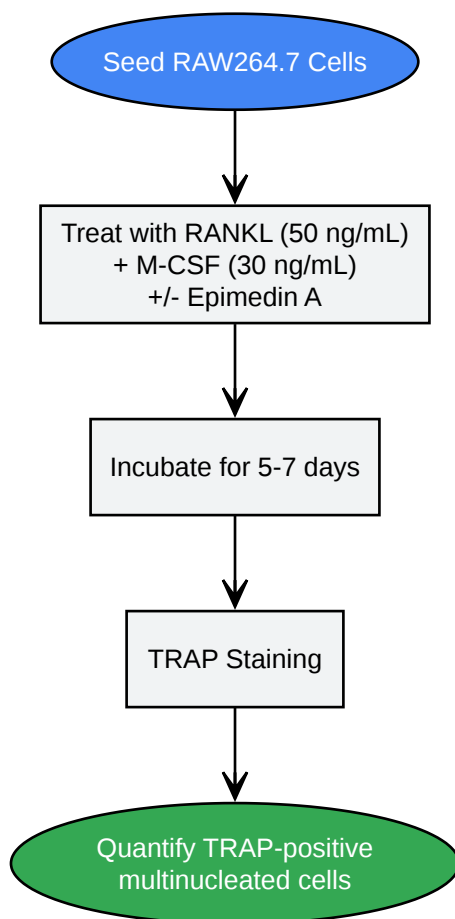 Seed RAW264.7 Cells
Treat with RANKL (50 ng/mL)
+ M-CSF (30 ng/mL)
+/- Epimedin A
Incubate for 5-7 days
TRAP Staining
Quantify TRAP-positive
multinucleated cells